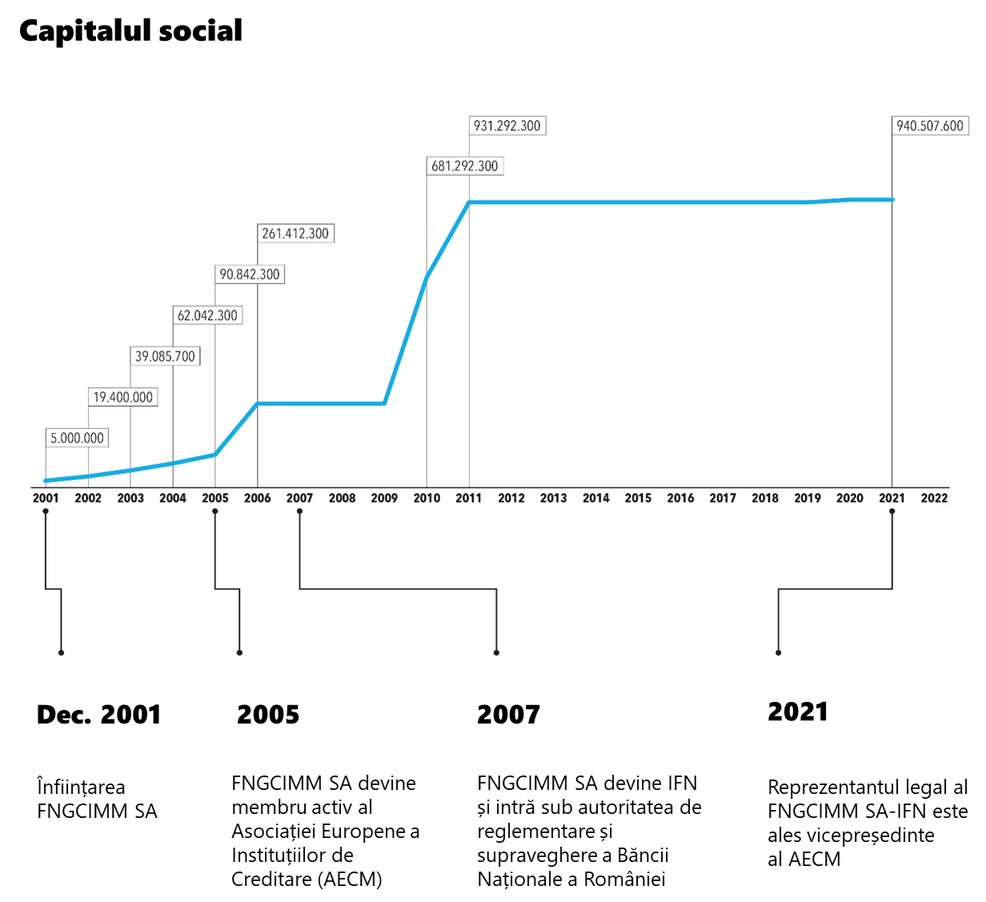 Capitalul social
931.292.300
940.507.600
681.292.300
261.412.300
90.842.300
62.042.300
39.085.700
19.400.000
5.000.000
2001 2002 2003 2004 2005 2006 2007 2008 2009 2010 2011 2012 2013 2014 2015 2016 2017 2018 2019 2020 2021 2022
Dec. 2001
Înființarea
FNGCIMM SA
2005
FNGCIMM SA devine
membru activ al
Asociației Europene a
Instituțiilor de
Creditare (AECM)
2007
FNGCIMM SA devine IFN
și intră sub autoritatea de
reglementare și
supraveghere a Băncii
Naționale a României
2021
Reprezentantul legal al
FNGCIMM SA-IFN este
ales vicepreședinte
al AECM